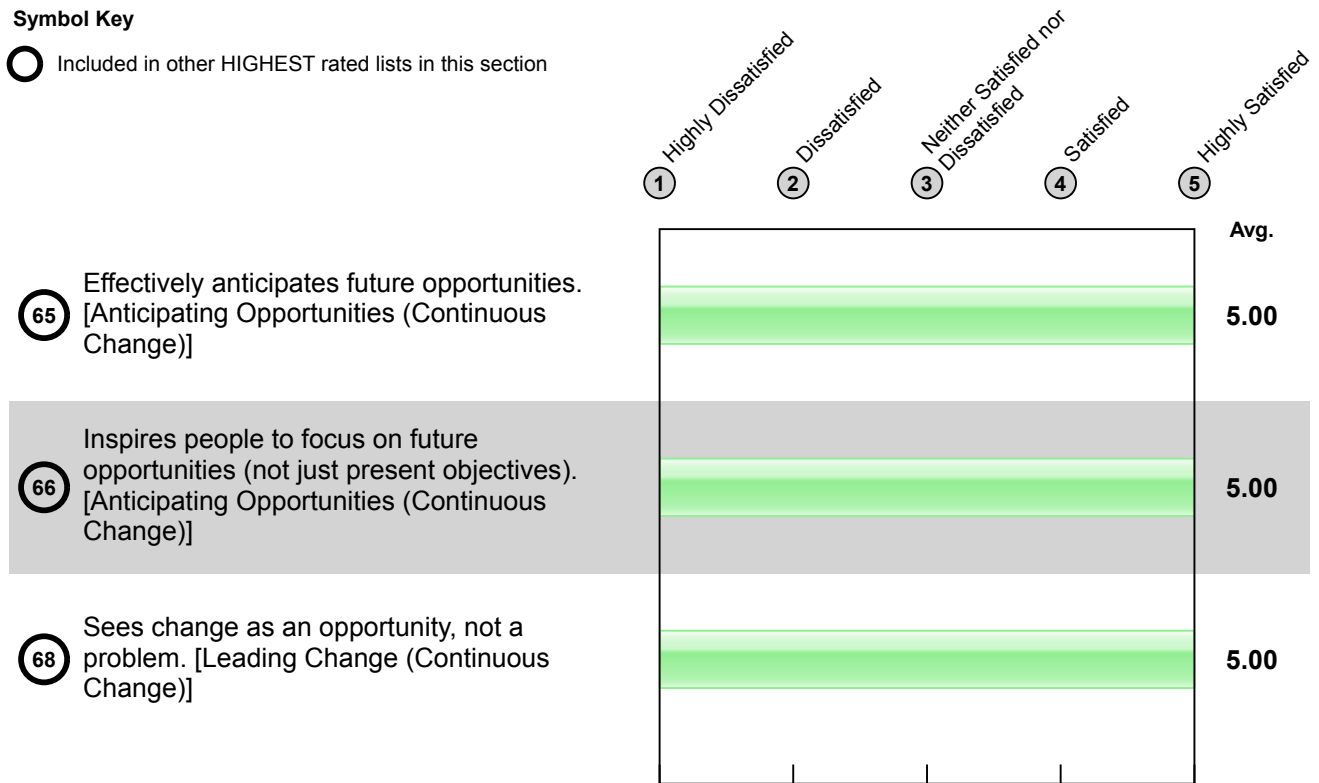 Symbol Key
Included in other HIGHEST rated lists in this section
Highly Dissatisfied
Dissatisfied
Neither Satisfied nor
Dissatisfied
Satisfied
Highly Satisfied
1 2 3 4 5
Avg.
65 Effectively anticipates future opportunities.
[Anticipating Opportunities (Continuous
Change)]
5.00
66 Inspires people to focus on future
opportunities (not just present objectives).
[Anticipating Opportunities (Continuous
Change)]
5.00
68 Sees change as an opportunity, not a
problem. [Leading Change (Continuous
Change)]
5.00